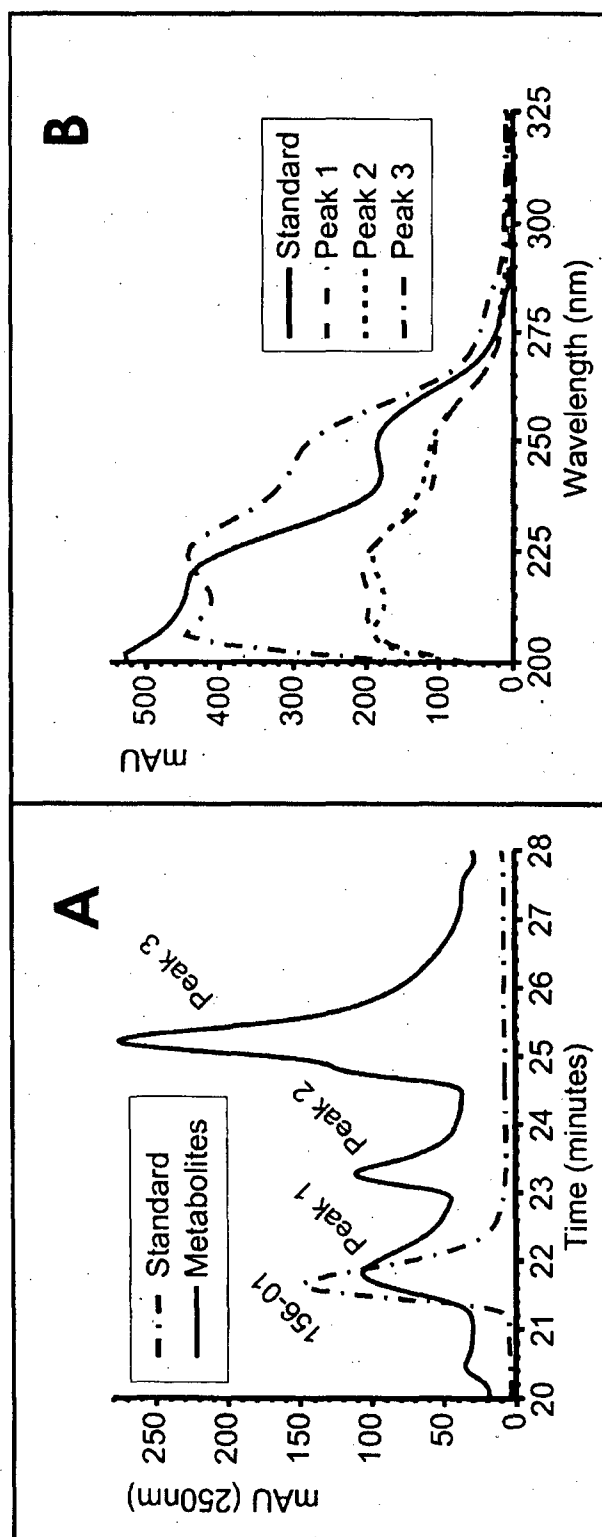 A
Standard
Metabolites
mAU (250nm)
250
200
150
100
50
0
156-01
Peak 1
Peak 2
Peak 3
20
21
22
23
24
25
26
27
28
Time (minutes)
B
Standard
Peak 1
Peak 2
Peak 3
mAU
500
400
300
200
100
0
200
225
250
275
300
325
Wavelength (nm)